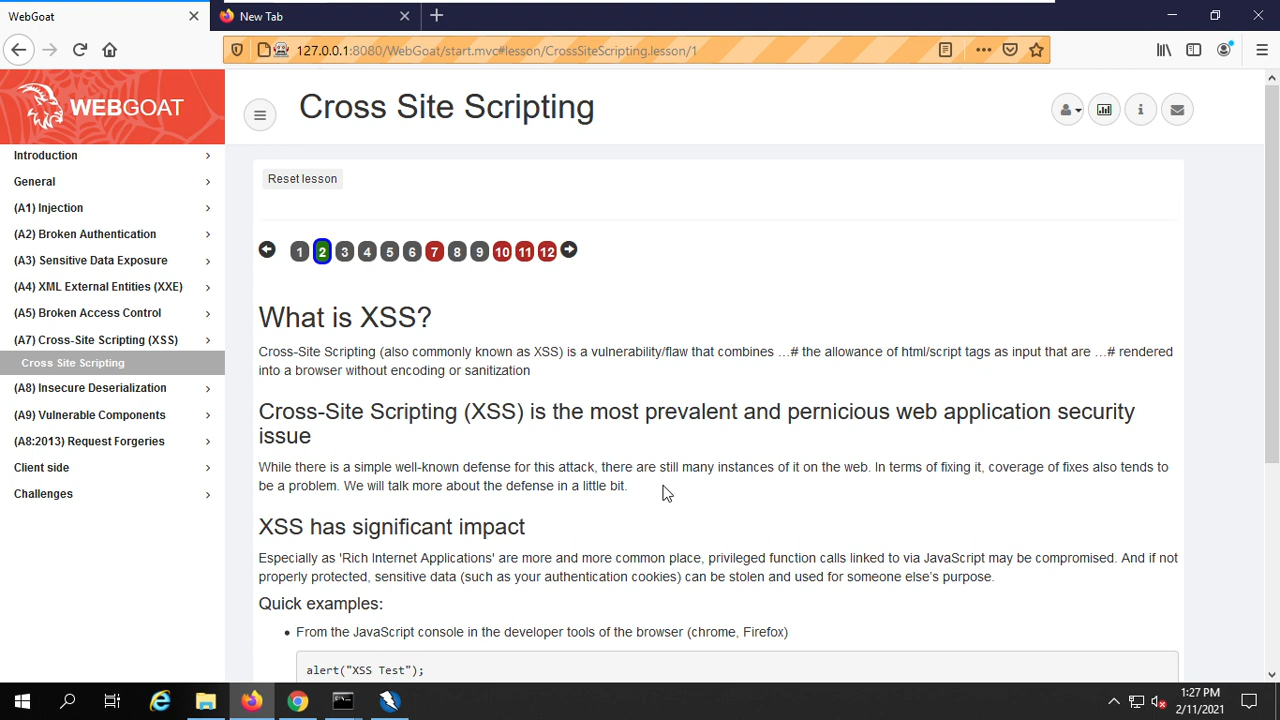 WebGoat
New Tab
127.0.0.1:8080/WebGoat/start.mvc#lesson/CrossSiteScripting.lesson/1
WEBGOAT
Cross Site Scripting
Introduction
General
(A1) Injection
(A2) Broken Authentication
(A3) Sensitive Data Exposure
(A4) XML External Entities (XXE)
(A5) Broken Access Control
(A7) Cross-Site Scripting (XSS)
Cross Site Scripting
(A8) Insecure Deserialization
(A9) Vulnerable Components
(A8:2013) Request Forgeries
Client side
Challenges
Reset lesson
1 2 3 4 5 6 7 8 9 10 11 12
What is XSS?
Cross-Site Scripting (also commonly known as XSS) is a vulnerability/flaw that combines …# the allowance of html/script tags as input that are …# rendered
into a browser without encoding or sanitization
Cross-Site Scripting (XSS) is the most prevalent and pernicious web application security
issue
While there is a simple well-known defense for this attack, there are still many instances of it on the web. In terms of fixing it, coverage of fixes also tends to
be a problem. We will talk more about the defense in a little bit.
XSS has significant impact
Especially as 'Rich Internet Applications' are more and more common place, privileged function calls linked to via JavaScript may be compromised. And if not
properly protected, sensitive data (such as your authentication cookies) can be stolen and used for someone else's purpose.
Quick examples:
• From the JavaScript console in the developer tools of the browser (chrome, Firefox)
alert("XSS Test");
1:27 PM
2/11/2021